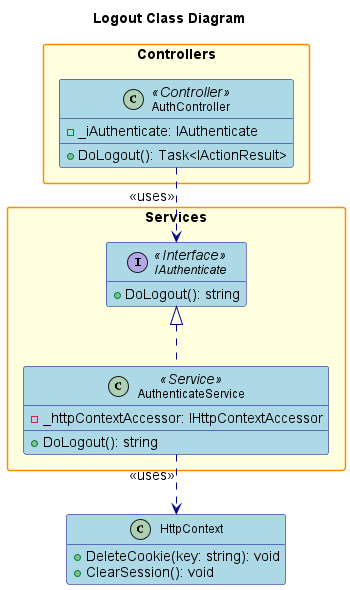 Logout Class Diagram
Controllers
C
«Controller»
AuthController
_iAuthenticate: IAuthenticate
DoLogout(): Task<IActionResult>
«uses»
Services
I
«Interface»
IAuthenticate
DoLogout(): string
C
«Service»
AuthenticateService
_httpContextAccessor: IHttpContextAccessor
DoLogout(): string
«uses»
C
HttpContext
DeleteCookie(key: string): void
ClearSession(): void